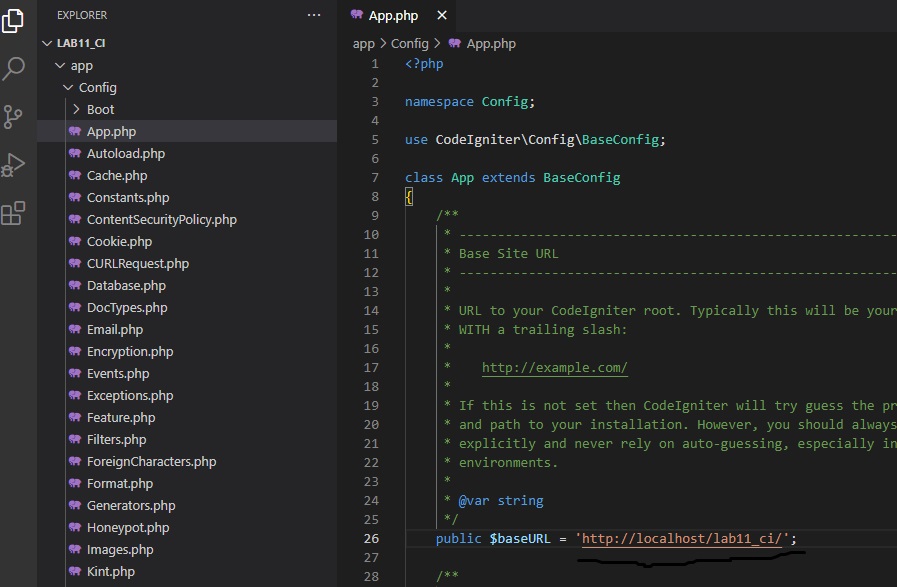 EXPLORER
...
LAB11_CI
app
Config
Boot
App.php
Autoload.php
Cache.php
Constants.php
ContentSecurityPolicy.php
Cookie.php
CURLRequest.php
Database.php
DocTypes.php
Email.php
Encryption.php
Events.php
Exceptions.php
Feature.php
Filters.php
ForeignCharacters.php
Format.php
Generators.php
Honeypot.php
Images.php
Kint.php
App.php ×
app > Config > App.php
1 <?php
2
3 namespace Config;
4
5 use CodeIgniter\Config\BaseConfig;
6
7 class App extends BaseConfig
8 {
9 /**
10 * ---------------------------------------------------------
11 * Base Site URL
12 * ---------------------------------------------------------
13 *
14 * URL to your CodeIgniter root. Typically this will be your
15 * WITH a trailing slash:
16 *
17 * http://example.com/
18 *
19 * If this is not set then CodeIgniter will try guess the pr
20 * and path to your installation. However, you should always
21 * explicitly and never rely on auto-guessing, especially in
22 * environments.
23 *
24 * @var string
25 */
26 public $baseURL = 'http://localhost/lab11_ci/';
27
28 /**